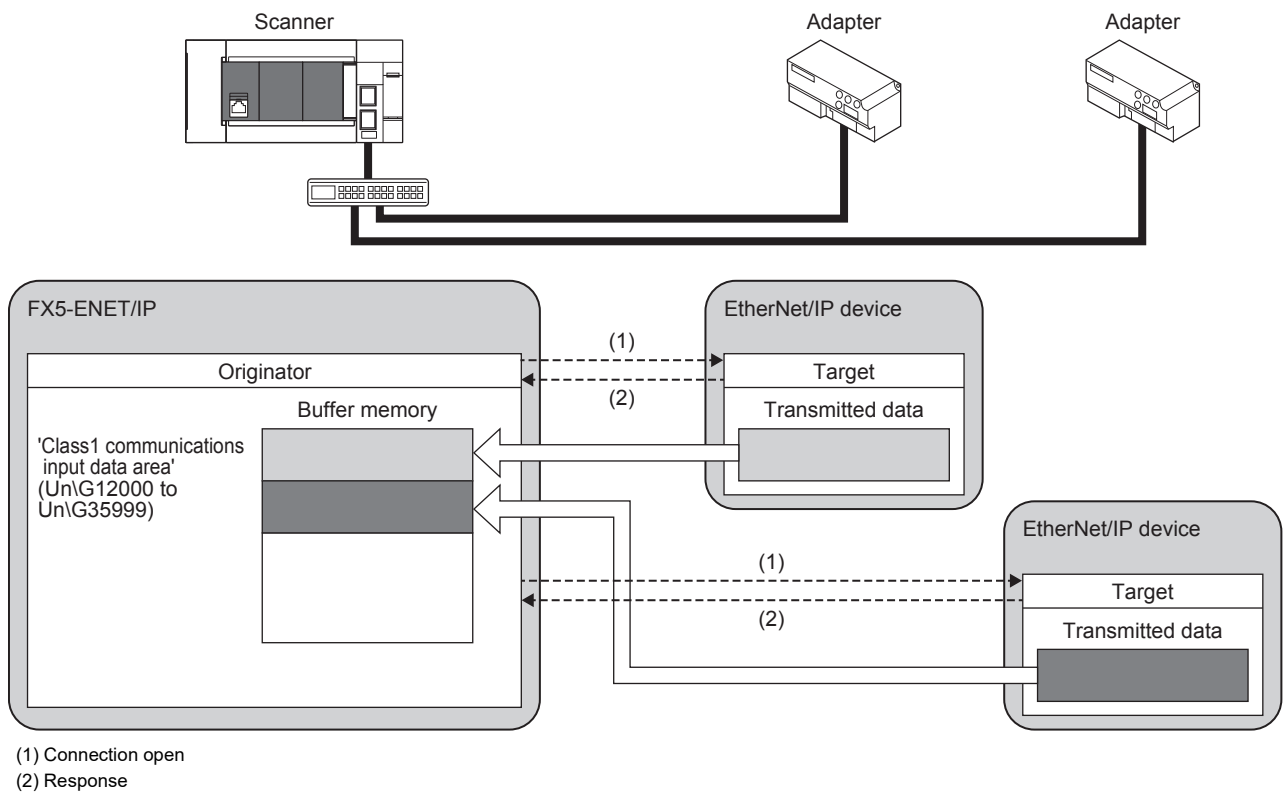 Scanner
Adapter
Adapter
FX5-ENET/IP
Originator
Buffer memory
'Class1 communications
input data area'
(Un\G12000 to
Un\G35999)
(1)
(2)
EtherNet/IP device
Target
Transmitted data
(1)
(2)
EtherNet/IP device
Target
Transmitted data
(1) Connection open
(2) Response